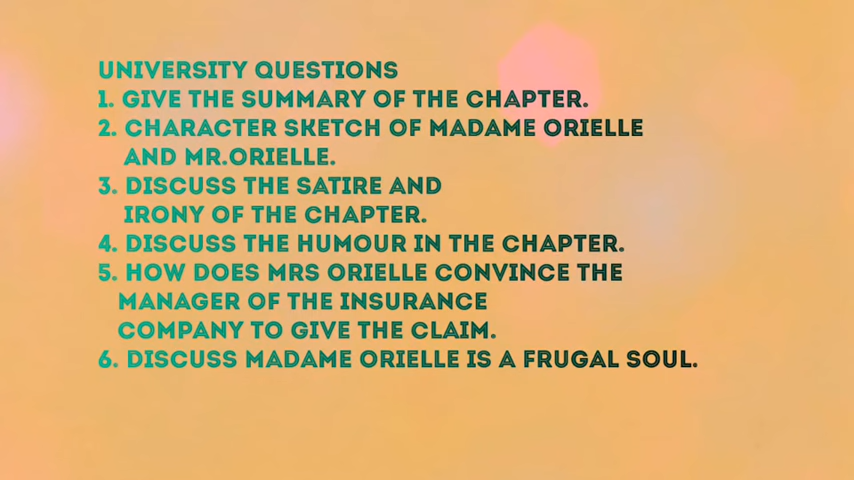 UNIVERSITY QUESTIONS
1. GIVE THE SUMMARY OF THE CHAPTER.
2. CHARACTER SKETCH OF MADAME ORIELLE
AND MR.ORIELLE.
3. DISCUSS THE SATIRE AND
IRONY OF THE CHAPTER.
4. DISCUSS THE HUMOUR IN THE CHAPTER.
5. HOW DOES MRS ORIELLE CONVINCE THE
MANAGER OF THE INSURANCE
COMPANY TO GIVE THE CLAIM.
6. DISCUSS MADAME ORIELLE IS A FRUGAL SOUL.